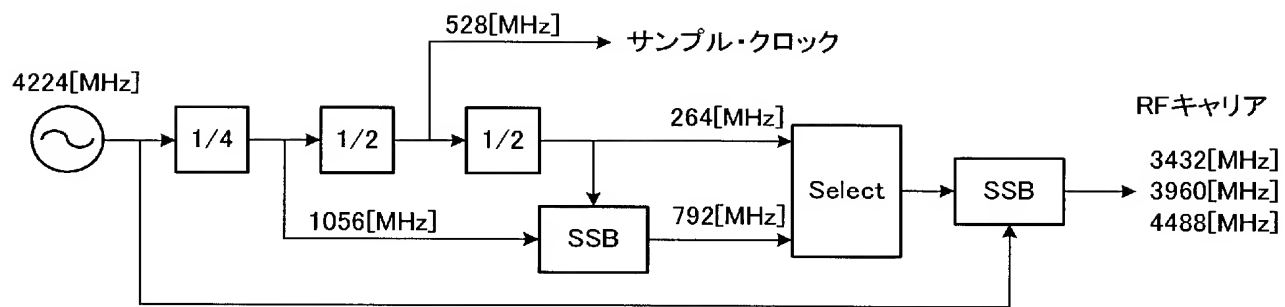 528[MHz]
サンプル・クロック
4224[MHz]
RFキャリア
1/4
1/2
1/2
264[MHz]
Select
SSB
3432[MHz]
3960[MHz]
4488[MHz]
1056[MHz]
SSB
792[MHz]